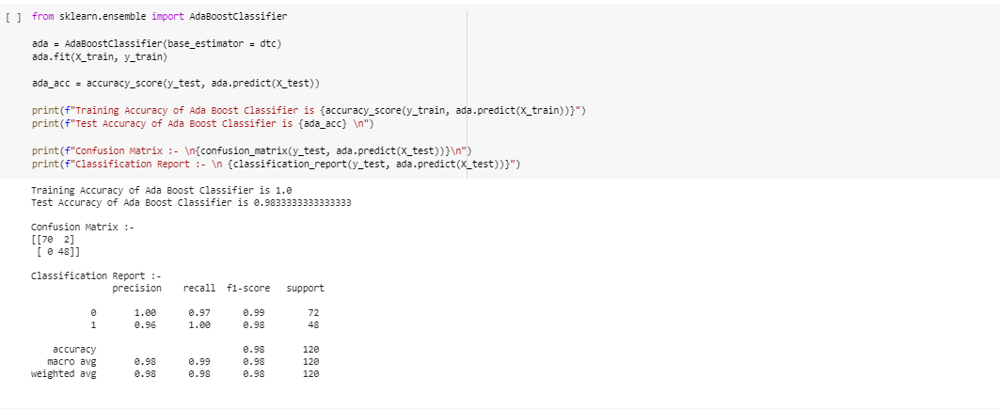 [ ] from sklearn.ensemble import AdaBoostClassifier
ada = AdaBoostClassifier(base_estimator = dtc)
ada.fit(X_train, y_train)
ada_acc = accuracy_score(y_test, ada.predict(X_test))
print(f"Training Accuracy of Ada Boost Classifier is {accuracy_score(y_train, ada.predict(X_train))}")
print(f"Test Accuracy of Ada Boost Classifier is {ada_acc} \n")
print(f"Confusion Matrix :- \n{confusion_matrix(y_test, ada.predict(X_test))}\n")
print(f"Classification Report :- \n {classification_report(y_test, ada.predict(X_test))}")
Training Accuracy of Ada Boost Classifier is 1.0
Test Accuracy of Ada Boost Classifier is 0.9833333333333333
Confusion Matrix :-
[[70  2]
[ 0 48]]
Classification Report :-
precision recall f1-score support
0 1.00 0.97 0.99 72
1 0.96 1.00 0.98 48
accuracy 0.98 120
macro avg 0.98 0.99 0.98 120
weighted avg 0.98 0.98 0.98 120